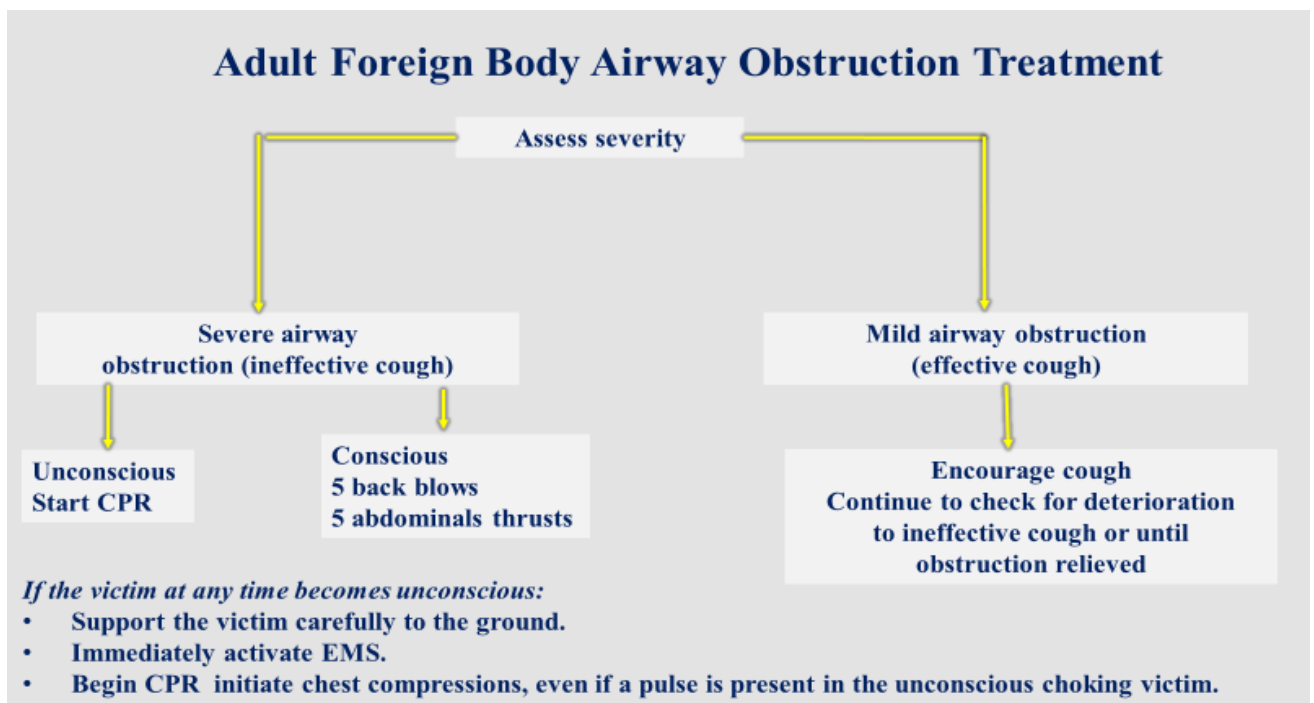 Adult Foreign Body Airway Obstruction Treatment
Assess severity
Severe airway
obstruction (ineffective cough)
Mild airway obstruction
(effective cough)
Unconscious
Start CPR
Conscious
5 back blows
5 abdominals thrusts
Encourage cough
Continue to check for deterioration
to ineffective cough or until
obstruction relieved
If the victim at any time becomes unconscious:
• Support the victim carefully to the ground.
• Immediately activate EMS.
• Begin CPR initiate chest compressions, even if a pulse is present in the unconscious choking victim.